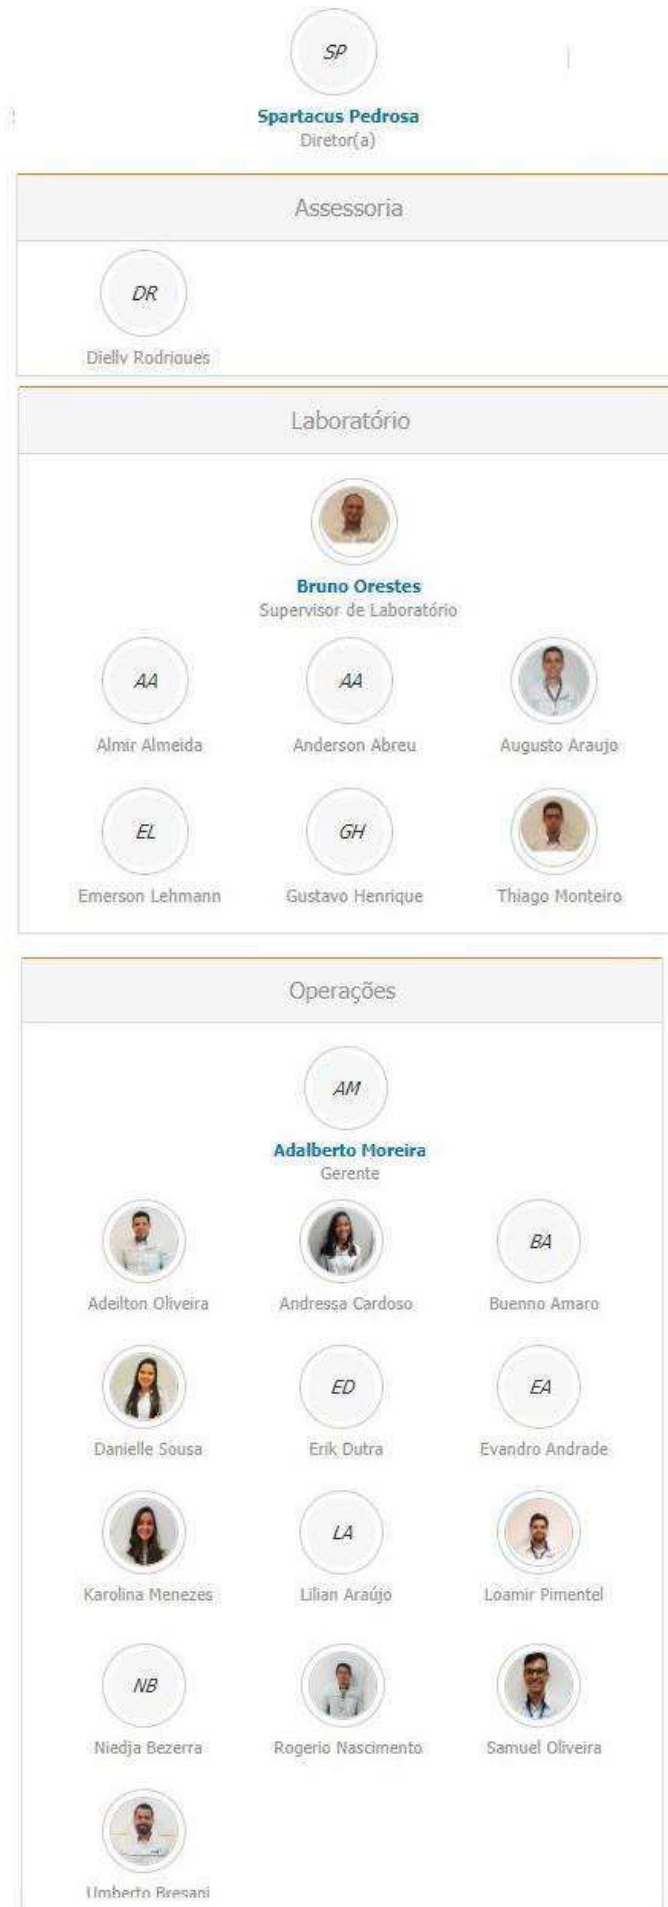 SP
Spartacus Pedrosa
Diretor(a)
Assessoria
DR
Dielly Rodrigues
Laboratório
Bruno Orestes
Supervisor de Laboratório
AA AA
Almir Almeida Anderson Abreu Augusto Araujo
EL GH
Emerson Lehmann Gustavo Henrique Thiago Monteiro
Operações
AM
Adalberto Moreira
Gerente
BA
Adeilton Oliveira Andressa Cardoso Buenno Amaro
ED EA
Danielle Sousa Erik Dutra Evandro Andrade
LA
Karolina Menezes Lilian Araújo Loamir Pimentel
NB
Niedja Bezerra Rogerio Nascimento Samuel Oliveira
Umberto Bresani